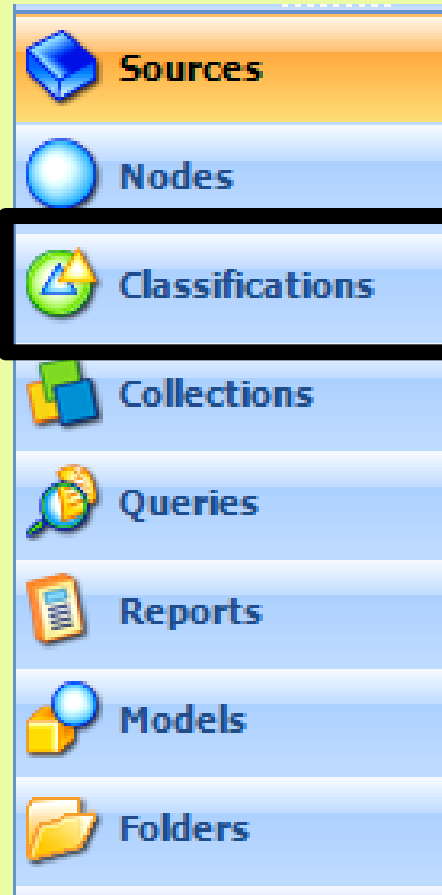 Sources
Nodes
Classifications
Collections
Queries
Reports
Models
Folders